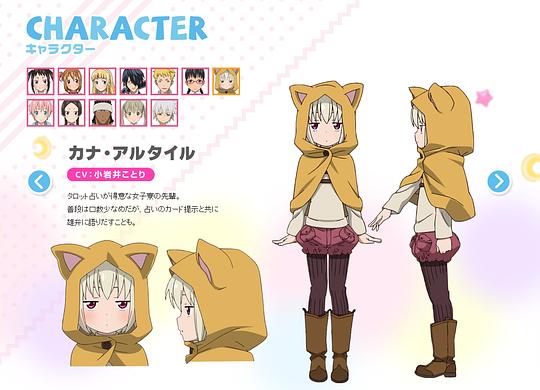 CHARACTER
キャラクター
カナ・アルタイル
CV:小岩井ことり
タロット占いが得意な女子寮の先輩。
普段は口数少なめだが、占いのカード提示と共に
雄弁に語りだすことも。